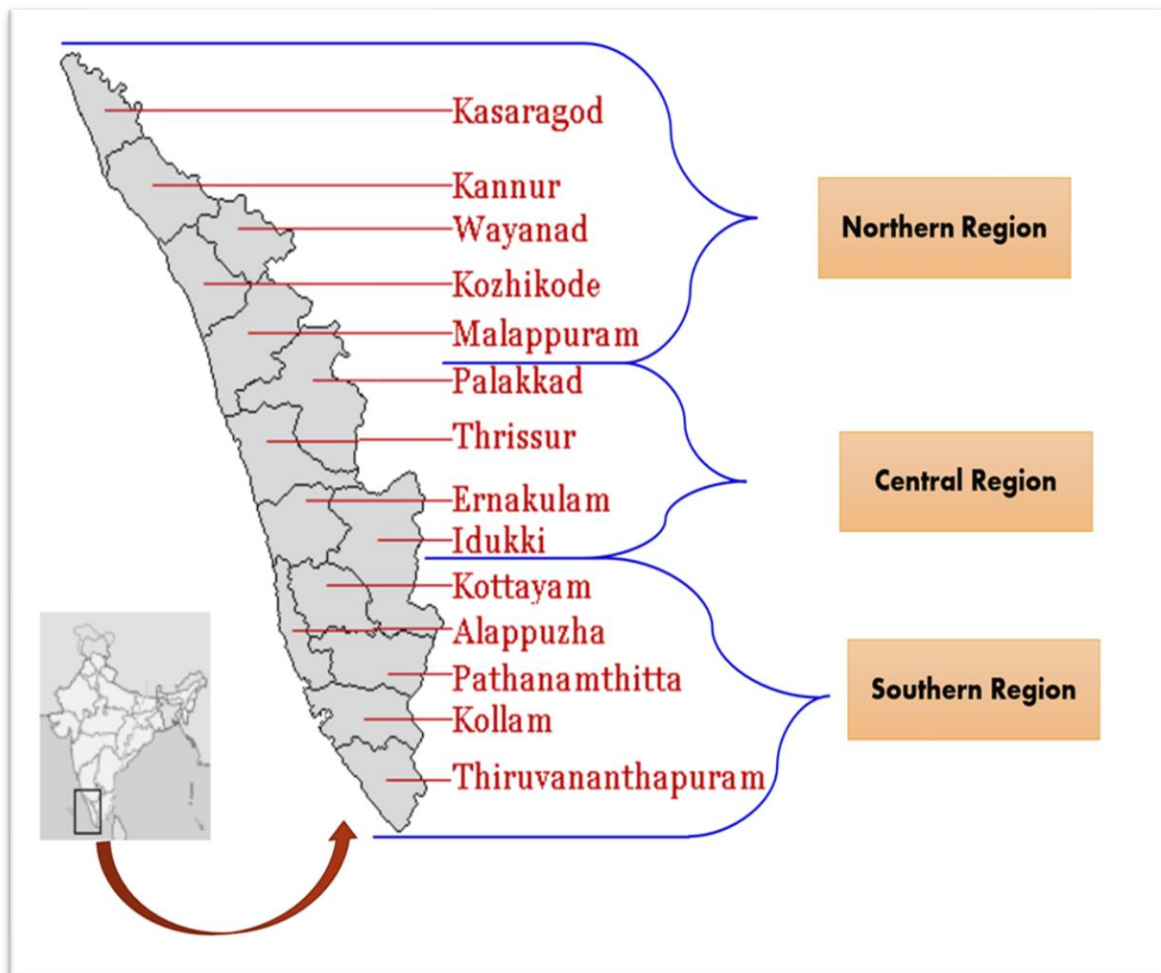 Kasaragod
Kannur
Wayanad
Kozhikode
Malappuram
Palakkad
Thrissur
Ernakulam
Idukki
Kottayam
Alappuzha
Pathanamthitta
Kollam
Thiruvananthapuram
Northern Region
Central Region
Southern Region